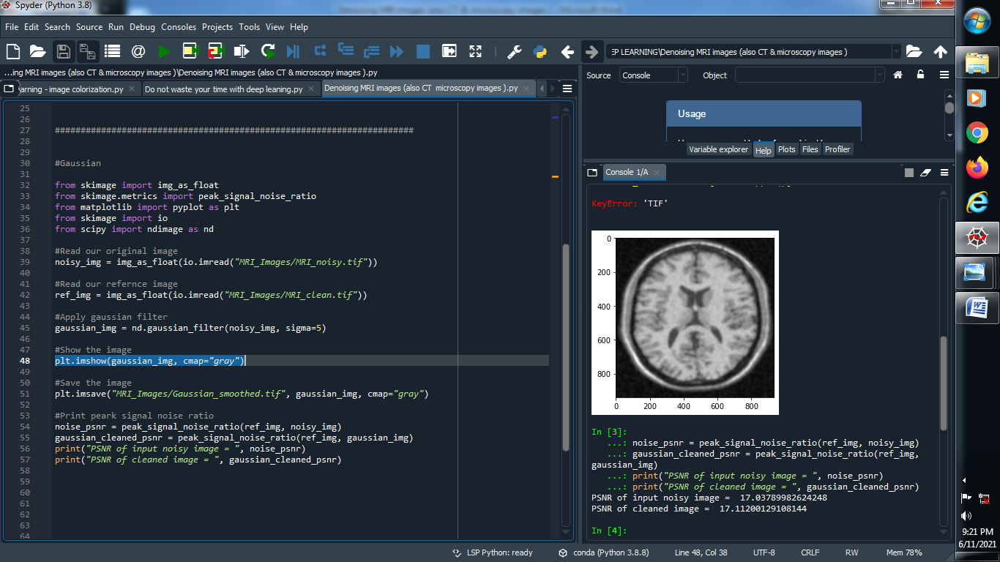 Spyder (Python 3.8)
File Edit Search Source Run Debug Consoles Projects Tools View Help
EP LEARNING\Denoising MRI images (also CT & microscopy images )
...ing MRI images (also CT & microscopy images )\Denoising MRI images (also CT & microscopy images ).py
arning - image colorization.py
Do not waste your time with deep leaning.py
Denoising MRI images (also CT microscopy images ).py
25
26
27 ######################################################################
28
29
30 #Gaussian
31
32 from skimage import img_as_float
33 from skimage.metrics import peak_signal_noise_ratio
34 from matplotlib import pyplot as plt
35 from skimage import io
36 from scipy import ndimage as nd
37
38 #Read our original image
39 noisy_img = img_as_float(io.imread("MRI_Images/MRI_noisy.tif"))
40
41 #Read our refernce image
42 ref_img = img_as_float(io.imread("MRI_Images/MRI_clean.tif"))
43
44 #Apply gaussian filter
45 gaussian_img = nd.gaussian_filter(noisy_img, sigma=5)
46
47 #Show the image
48 plt.imshow(gaussian_img, cmap="gray")
49
50 #Save the image
51 plt.imsave("MRI_Images/Gaussian_smoothed.tif", gaussian_img, cmap="gray")
52
53 #Print peark signal noise ratio
54 noise_psnr = peak_signal_noise_ratio(ref_img, noisy_img)
55 gaussian_cleaned_psnr = peak_signal_noise_ratio(ref_img, gaussian_img)
56 print("PSNR of input noisy image = ", noise_psnr)
57 print("PSNR of cleaned image = ", gaussian_cleaned_psnr)
58
59
60
61
62
63
64
Source Console Object
Usage
Variable explorer Help Plots Files Profiler
Console 1/A
KeyError: 'TIF'
0
200
400
600
800
0 200 400 600 800
In [3]:
...: noise_psnr = peak_signal_noise_ratio(ref_img, noisy_img)
...: gaussian_cleaned_psnr = peak_signal_noise_ratio(ref_img,
gaussian_img)
...: print("PSNR of input noisy image = ", noise_psnr)
...: print("PSNR of cleaned image = ", gaussian_cleaned_psnr)
PSNR of input noisy image =  17.03789982624248
PSNR of cleaned image =  17.11200129108144
In [4]:
LSP Python: ready conda (Python 3.8.8) Line 48, Col 38 UTF-8 CRLF RW Mem 78%
9:21 PM
6/11/2021